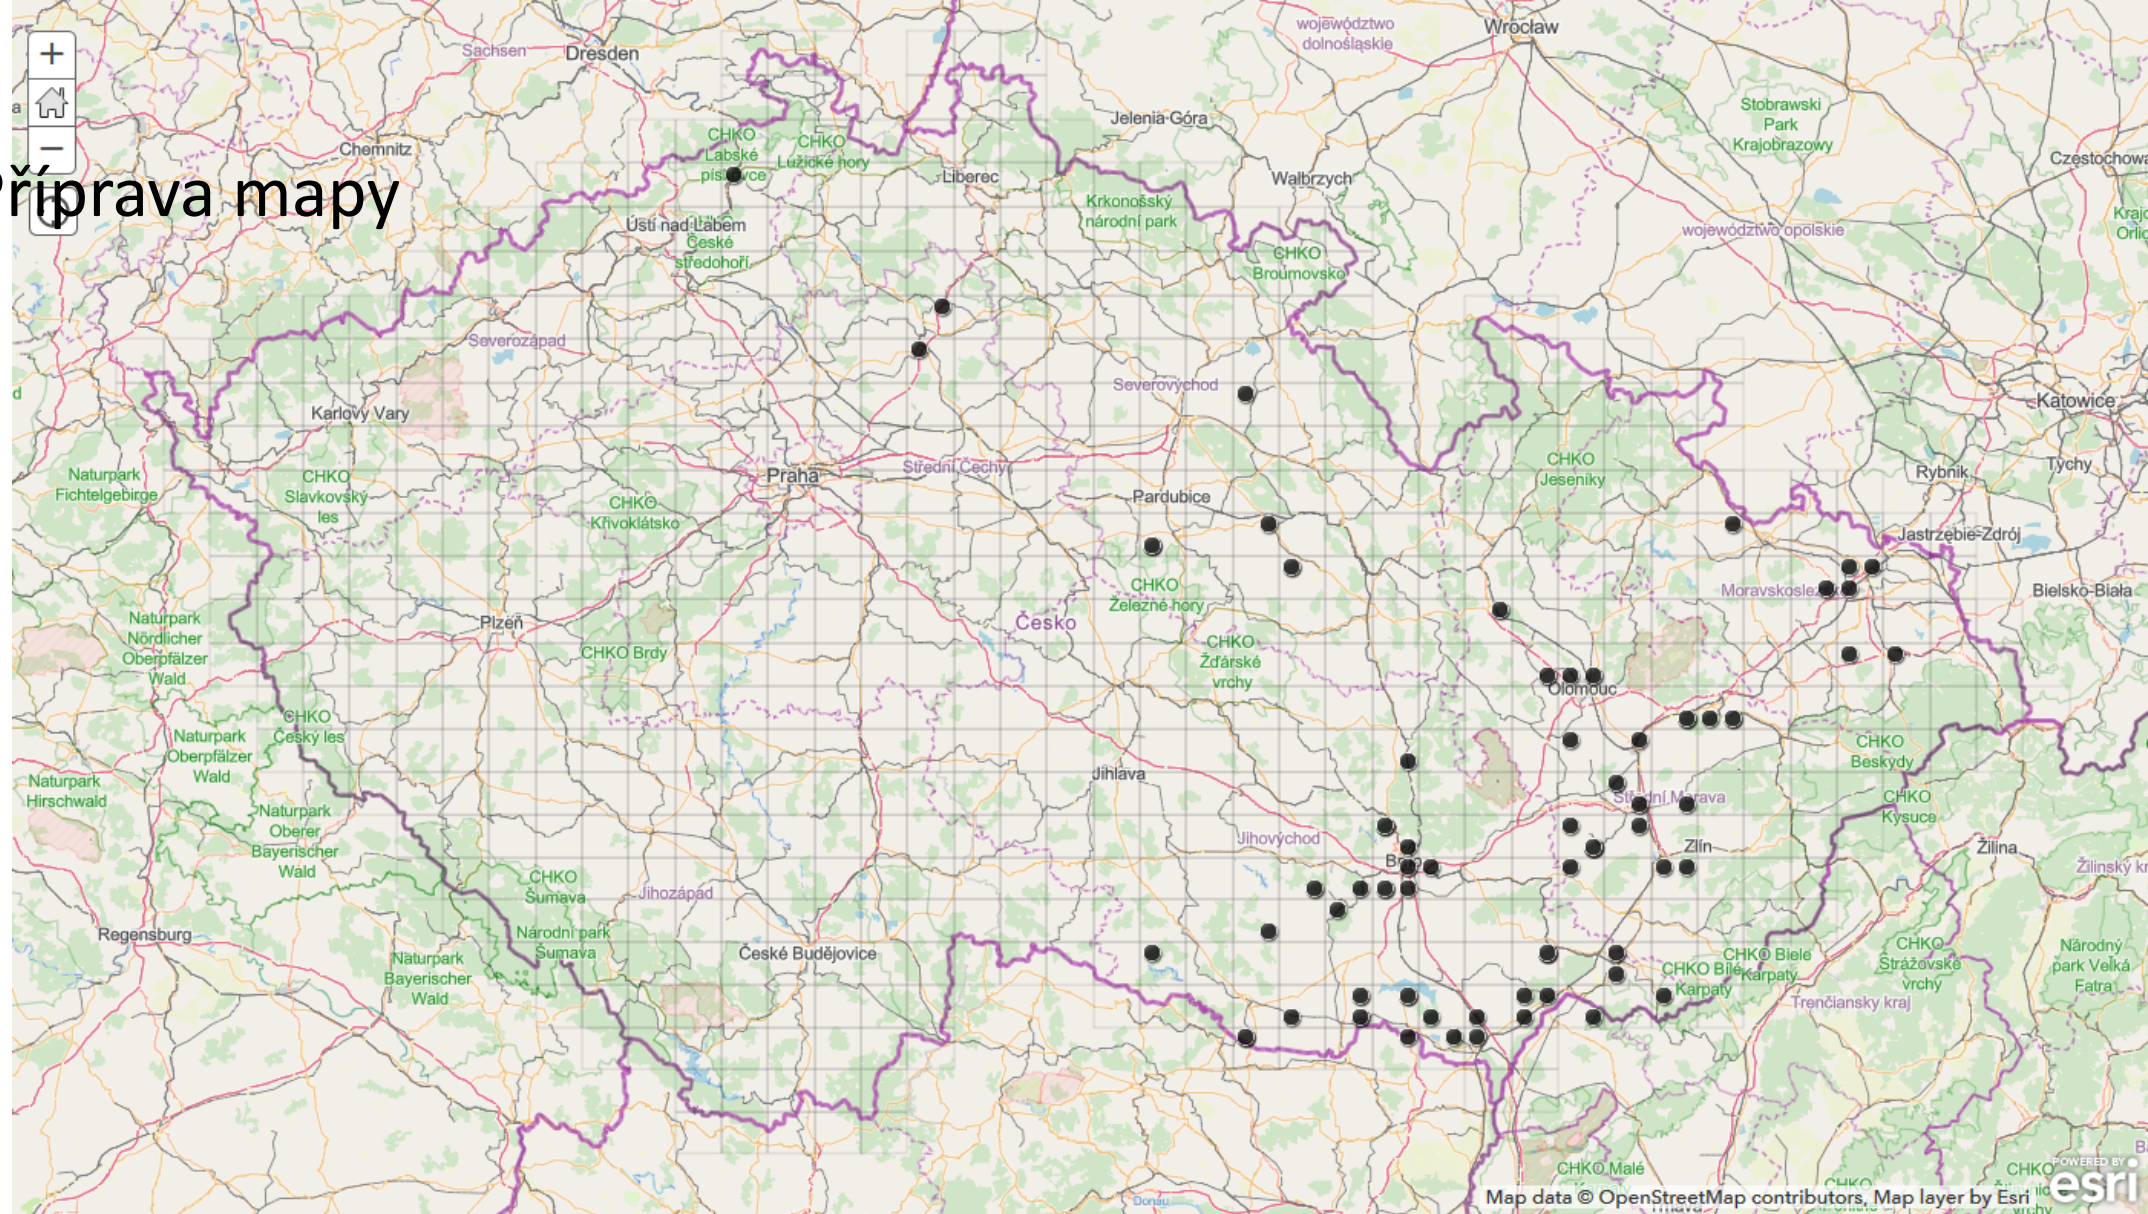 województwo
dolnośląskie
Wrocław
Sachsen
Dresden
Stobrawski
Park
Krajobrazowy
Jelenia Góra
CHKO
Labské
CHKO
Lužické hory
Chemnitz
Częstochowa
Liberec
Wałbrzych
Příprava mapy
Krkonošský
národní park
Ústí nad Labem
České
středohoří
województwo opolskie
CHKO
Broumovsko
Severozápad
Severovýchod
Karlovy Vary
Katowice
Naturpark
Fichtelgebirge
CHKO
Slavkovský
les
Praha
Střední Čechy
CHKO
Jeseníky
Rybnik
Tychy
CHKO
Křivoklátsko
Pardubice
Jastrzębie-Zdrój
CHKO
Železné hory
Bielsko-Biała
Naturpark
Nördlicher
Oberpfälzer
Wald
Plzeň
Česko
CHKO Brdy
CHKO
Žďárské
vrchy
Olomouc
CHKO
Český les
Naturpark
Oberpfälzer
Wald
CHKO
Beskydy
Naturpark
Hirschwald
Jihlava
Střední Morava
CHKO
Kysuce
Naturpark
Oberer
Bayerischer
Wald
Jihovýchod
Brno
Zlín
Žilina
Žilinský kr
CHKO
Šumava
Jihozápad
Regensburg
Národní park
Šumava
České Budějovice
Naturpark
Bayerischer
Wald
CHKO Bílé
Karpaty
CHKO Biele
Karpaty
CHKO
Strážovské
vrchy
Národný
park Veľká
Fatra
Trenčiansky kraj
CHKO Malé
Donau
CHKO
CHKO
POWERED BY
esri
Map data © OpenStreetMap contributors, Map layer by Esri